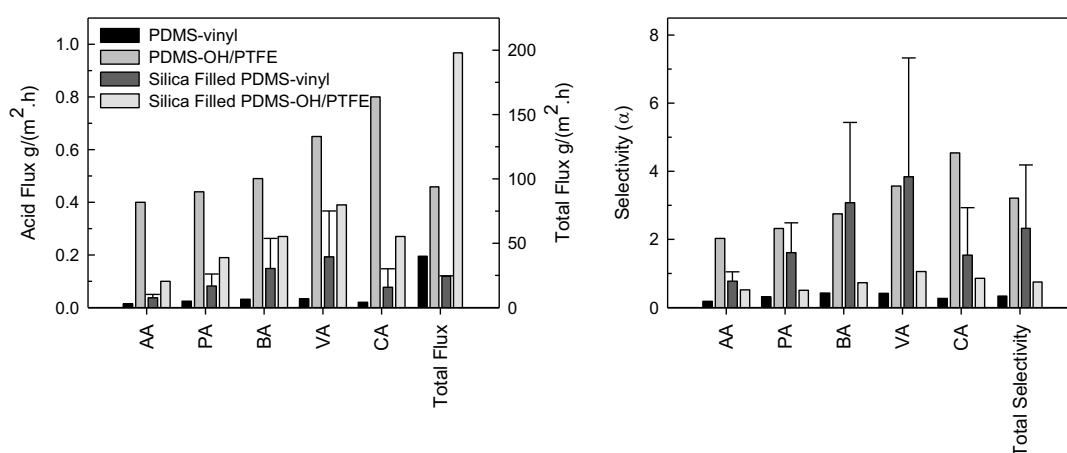 PDMS-vinyl
PDMS-OH/PTFE
Silica Filled PDMS-vinyl
Silica Filled PDMS-OH/PTFE
Acid Flux g/(m².h)
1.0
0.8
0.6
0.4
0.2
0.0
200
150
100
50
0
Total Flux g/(m².h)
AA
PA
BA
VA
CA
Total Flux
Selectivity (α)
8
6
4
2
0
AA
PA
BA
VA
CA
Total Selectivity